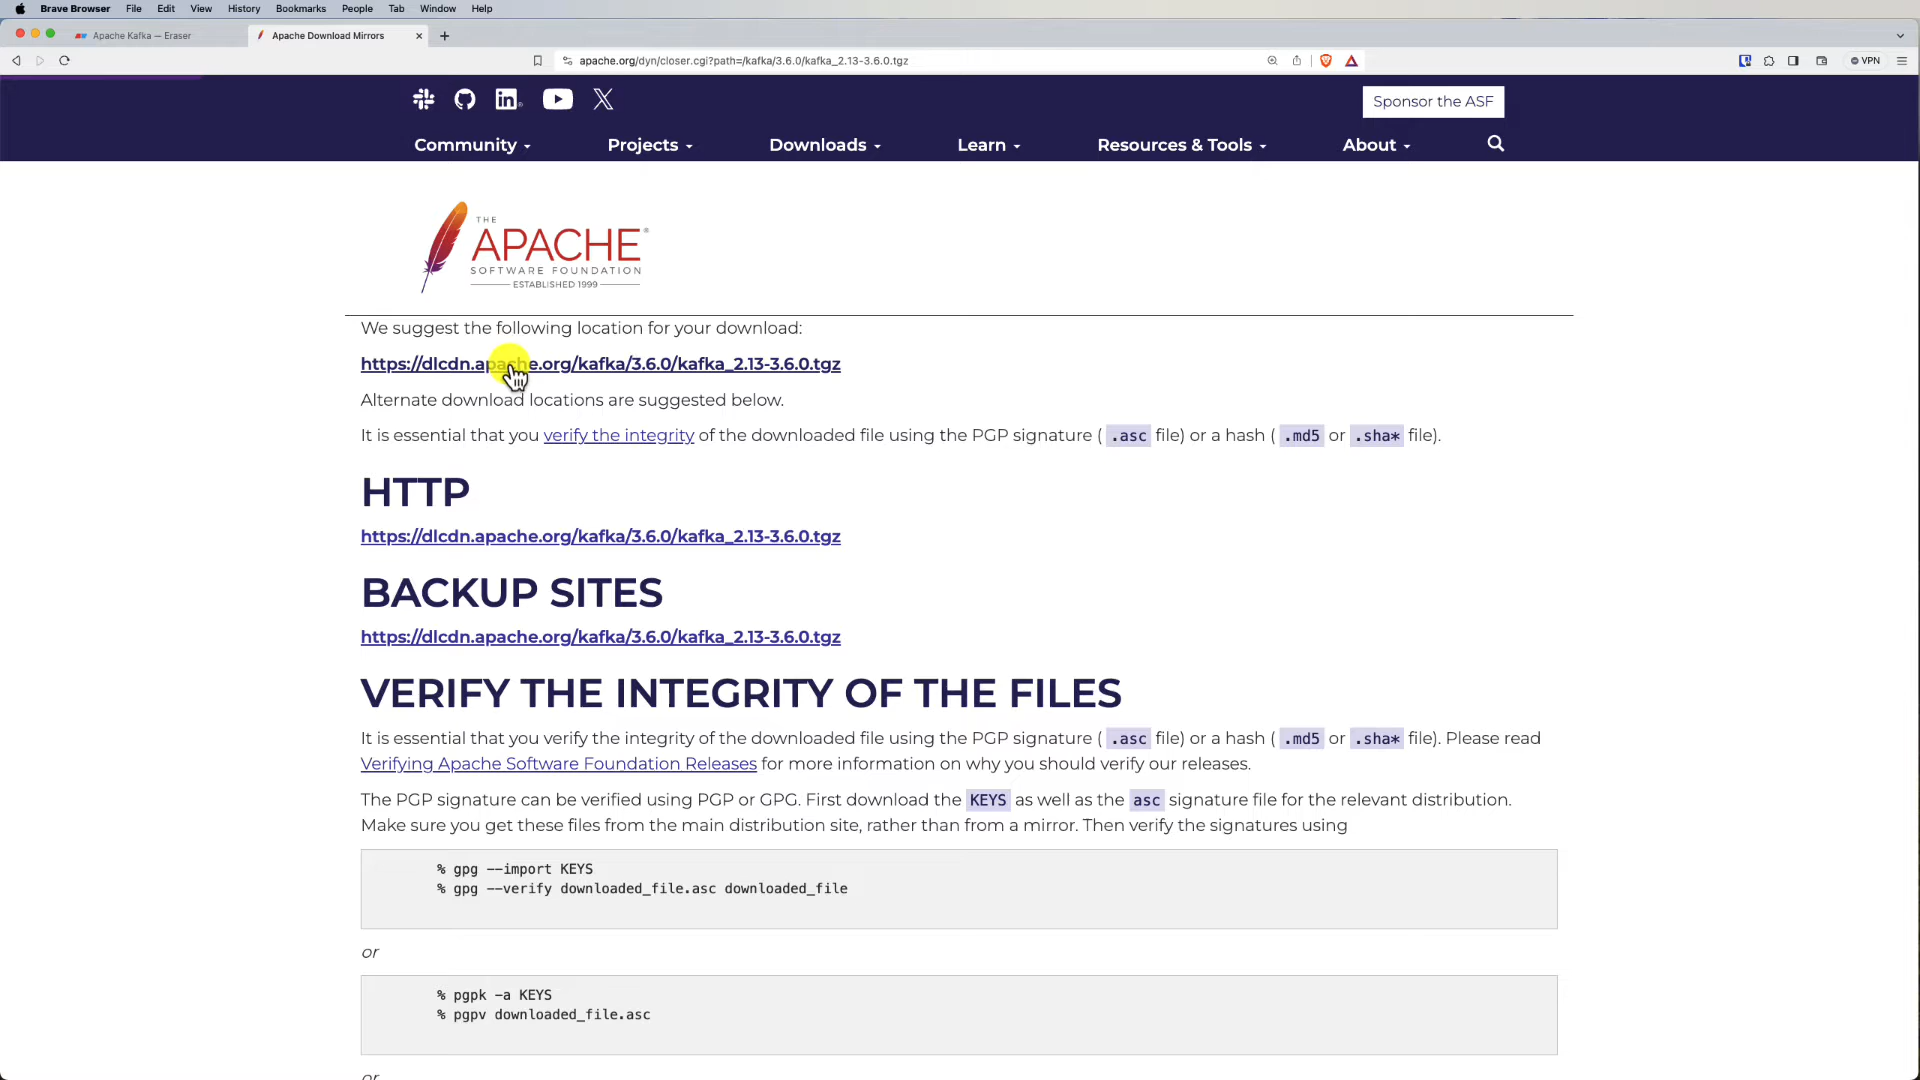 Brave Browser File Edit View History Bookmarks People Tab Window Help
Apache Kafka — Eraser
Apache Download Mirrors
apache.org/dyn/closer.cgi?path=/kafka/3.6.0/kafka_2.13-3.6.0.tgz
VPN
Sponsor the ASF
Community Projects Downloads Learn Resources & Tools About
THE
APACHE®
SOFTWARE FOUNDATION
ESTABLISHED 1999
We suggest the following location for your download:
https://dlcdn.apache.org/kafka/3.6.0/kafka_2.13-3.6.0.tgz
Alternate download locations are suggested below.
It is essential that you verify the integrity of the downloaded file using the PGP signature ( .asc file) or a hash ( .md5 or .sha* file).
HTTP
https://dlcdn.apache.org/kafka/3.6.0/kafka_2.13-3.6.0.tgz
BACKUP SITES
https://dlcdn.apache.org/kafka/3.6.0/kafka_2.13-3.6.0.tgz
VERIFY THE INTEGRITY OF THE FILES
It is essential that you verify the integrity of the downloaded file using the PGP signature ( .asc file) or a hash ( .md5 or .sha* file). Please read
Verifying Apache Software Foundation Releases for more information on why you should verify our releases.
The PGP signature can be verified using PGP or GPG. First download the KEYS as well as the asc signature file for the relevant distribution.
Make sure you get these files from the main distribution site, rather than from a mirror. Then verify the signatures using
% gpg --import KEYS
% gpg --verify downloaded_file.asc downloaded_file
or
% pgpk -a KEYS
% pgpv downloaded_file.asc
or